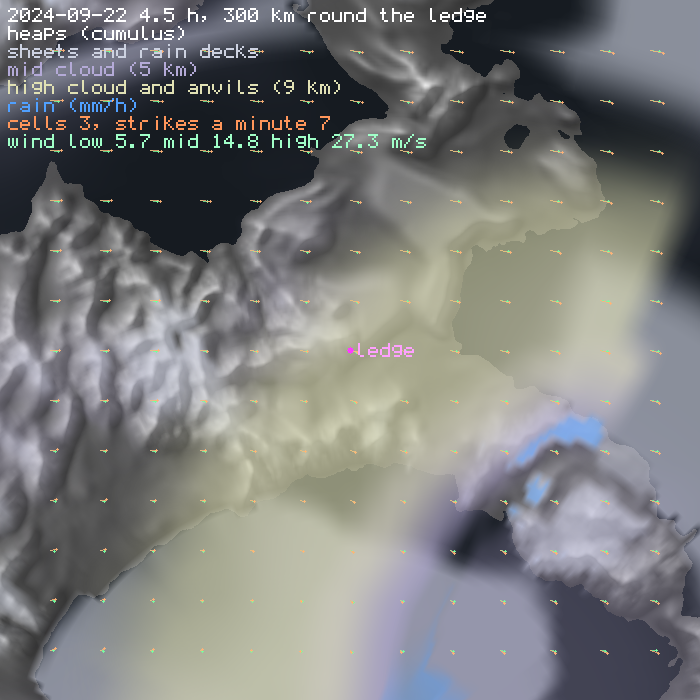 2024-09-22 4.5 h, 300 km round the ledge
heaps (cumulus)
sheets and rain decks
mid cloud (5 km)
high cloud and anvils (9 km)
rain (mm/h)
cells 3, strikes a minute 7
wind low 5.7 mid 14.8 high 27.3 m/s
ledge